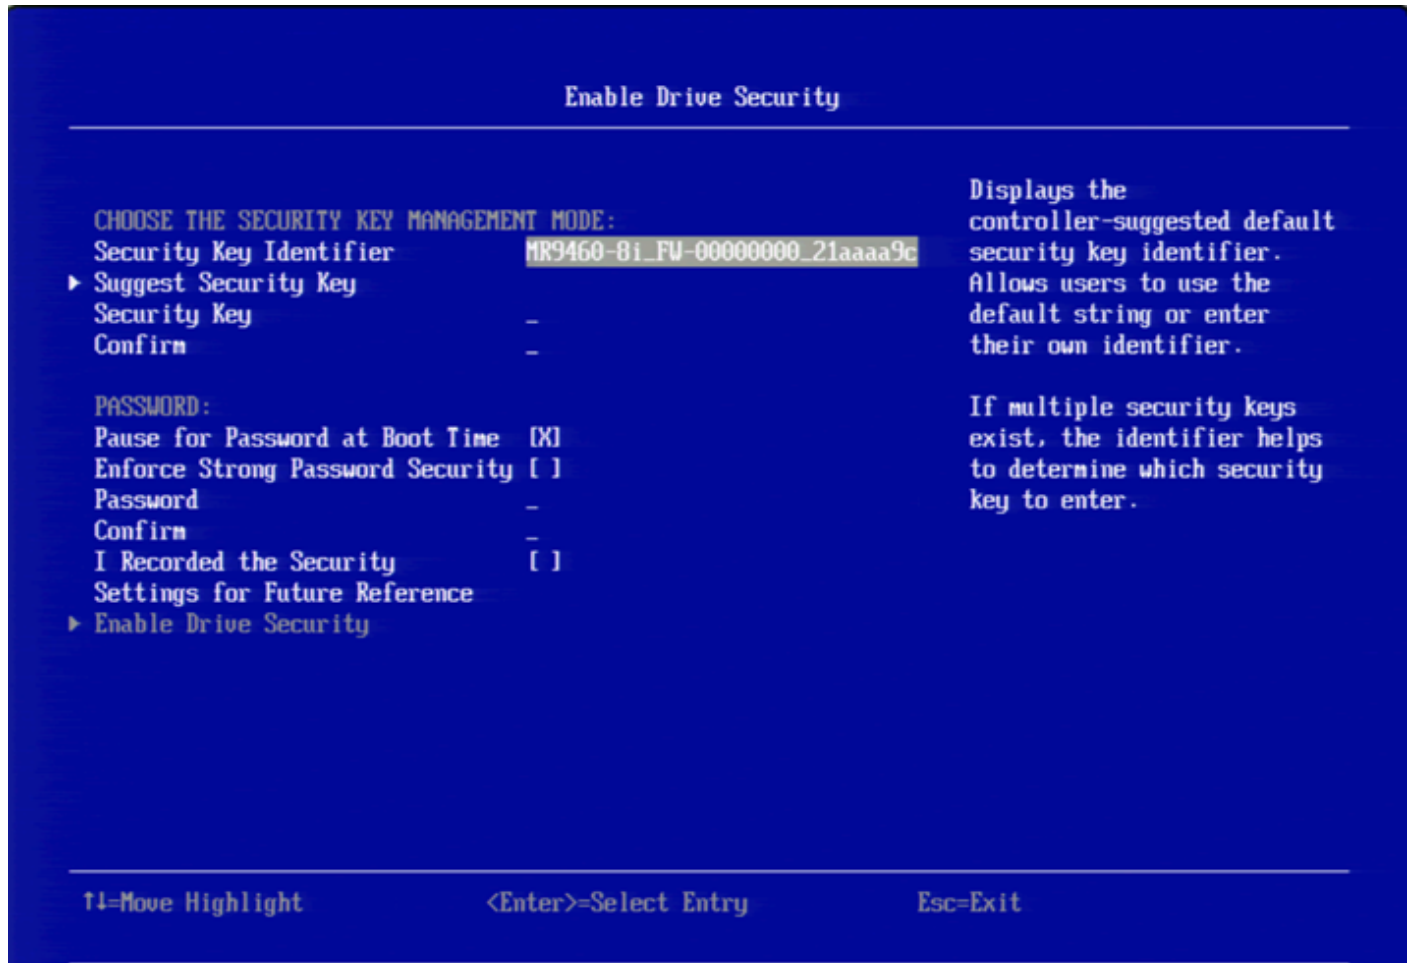 Enable Drive Security
CHOOSE THE SECURITY KEY MANAGEMENT MODE:
Security Key Identifier MR9460-8i_FW-00000000_21aaaa9c
▶ Suggest Security Key
Security Key _
Confirm _
PASSWORD:
Pause for Password at Boot Time [X]
Enforce Strong Password Security [ ]
Password _
Confirm _
I Recorded the Security [ ]
Settings for Future Reference
▶ Enable Drive Security
Displays the
controller-suggested default
security key identifier.
Allows users to use the
default string or enter
their own identifier.
If multiple security keys
exist, the identifier helps
to determine which security
key to enter.
↑↓=Move Highlight <Enter>=Select Entry Esc=Exit